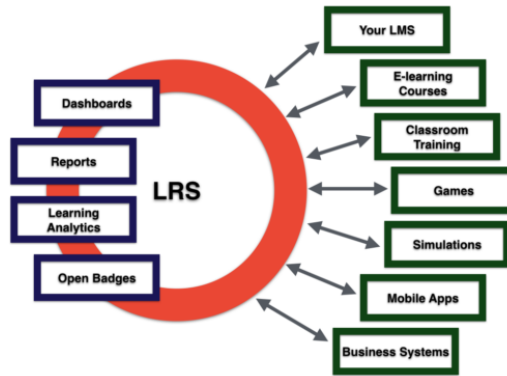 Your LMS
E-learning
Courses
Classroom
Training
Games
Simulations
Mobile Apps
Business Systems
LRS
Dashboards
Reports
Learning
Analytics
Open Badges